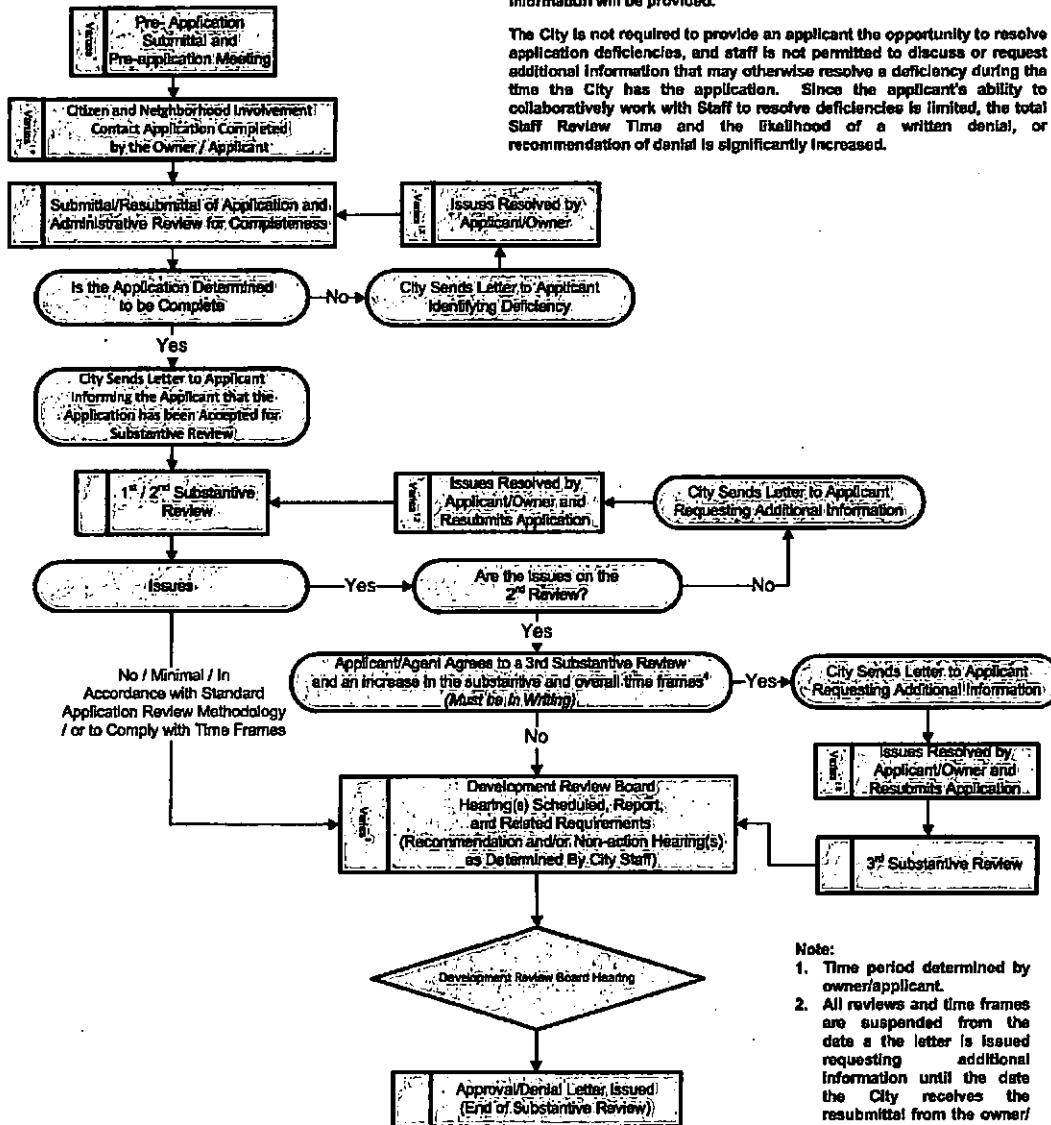 information will be provided.
The City is not required to provide an applicant the opportunity to resolve
application deficiencies, and staff is not permitted to discuss or request
additional information that may otherwise resolve a deficiency during the
time the City has the application. Since the applicant's ability to
collaboratively work with Staff to resolve deficiencies is limited, the total
Staff Review Time and the likelihood of a written denial, or
recommendation of denial is significantly increased.
Varies
Pre- Application
Submittal and
Pre-application Meeting
Varies
Citizen and Neighborhood Involvement
Contact Application Completed
by the Owner / Applicant
Submittal/Resubmittal of Application and
Administrative Review for Completeness
Varies 1,2
Issues Resolved by
Applicant/Owner
Is the Application Determined
to be Complete
No
City Sends Letter to Applicant
Identifying Deficiency
Yes
City Sends Letter to Applicant
Informing the Applicant that the
Application has been Accepted for
Substantive Review
1st / 2nd Substantive
Review
Varies 1,2
Issues Resolved by
Applicant/Owner and
Resubmits Application
City Sends Letter to Applicant
Requesting Additional Information
Issues
Yes
Are the Issues on the
2nd Review?
No
Yes
No / Minimal / In
Accordance with Standard
Application Review Methodology
/ or to Comply with Time Frames
Applicant/Agent Agrees to a 3rd Substantive Review
and an increase in the substantive and overall time frames4
(Must be in Writing)
Yes
City Sends Letter to Applicant
Requesting Additional Information
No
Varies 1,2
Issues Resolved by
Applicant/Owner and
Resubmits Application
Varies
Development Review Board
Hearing(s) Scheduled, Report,
and Related Requirements
(Recommendation and/or Non-action Hearing(s)
as Determined By City Staff)
3rd Substantive Review
Development Review Board Hearing
Approval/Denial Letter Issued
(End of Substantive Review)
Note:
1. Time period determined by
owner/applicant.
2. All reviews and time frames
are suspended from the
date a the letter is issued
requesting additional
information until the date
the City receives the
resubmittal from the owner/